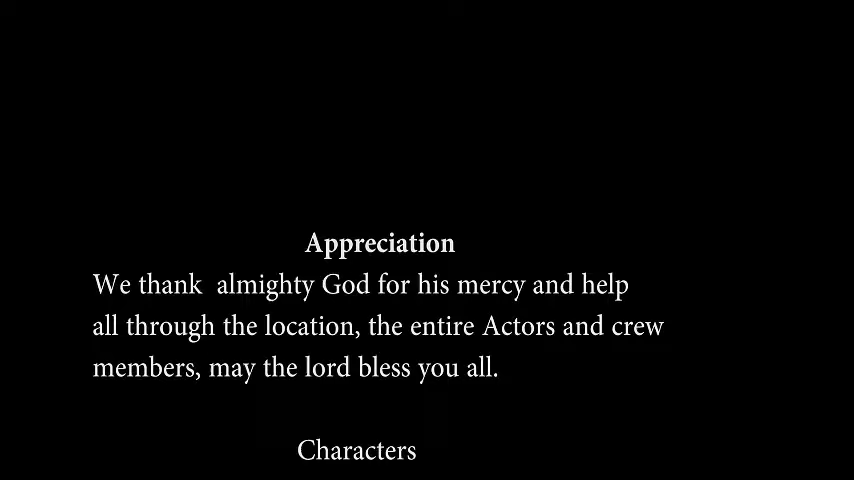 Appreciation
We thank  almighty God for his mercy and help
all through the location, the entire Actors and crew
members, may the lord bless you all.
Characters